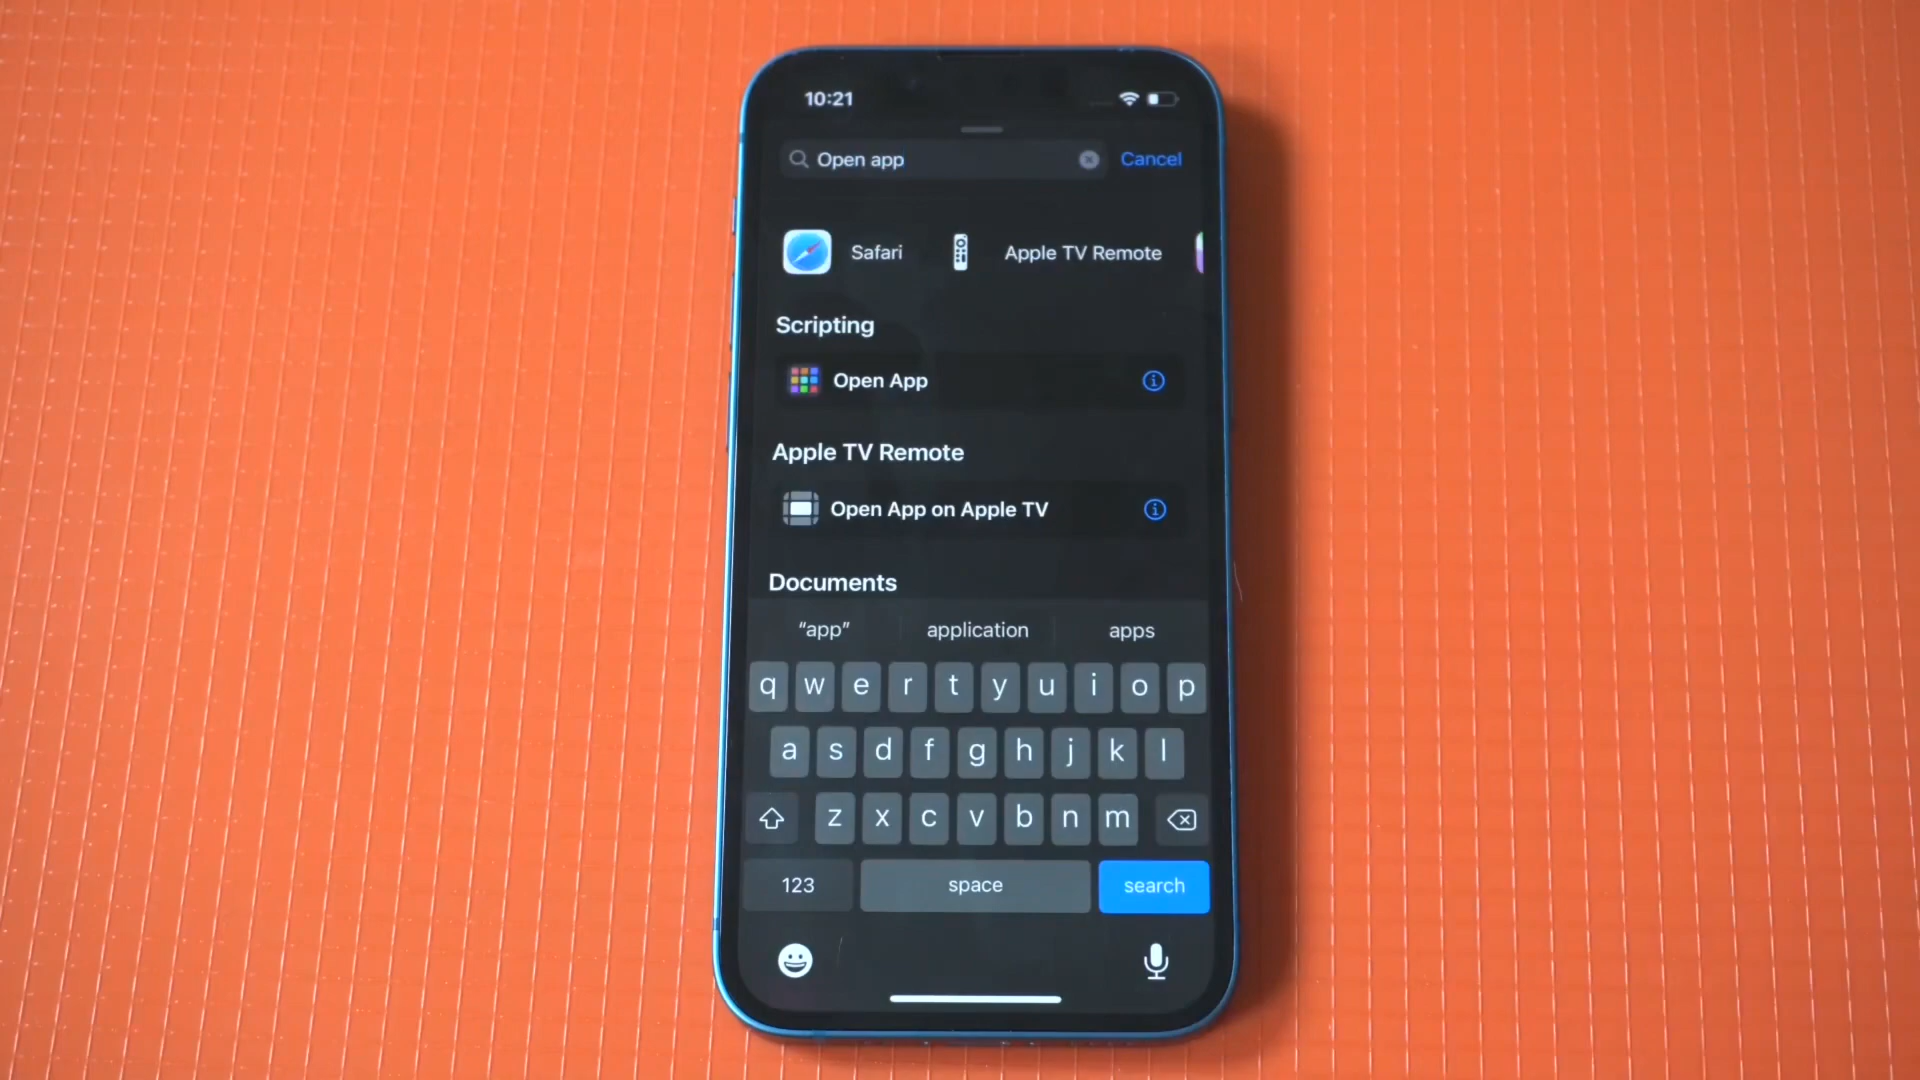 10:21
Open app
Cancel
Safari
Apple TV Remote
Scripting
Open App
Apple TV Remote
Open App on Apple TV
Documents
“app” application apps
q w e r t y u i o p
a s d f g h j k l
z x c v b n m
123 space search